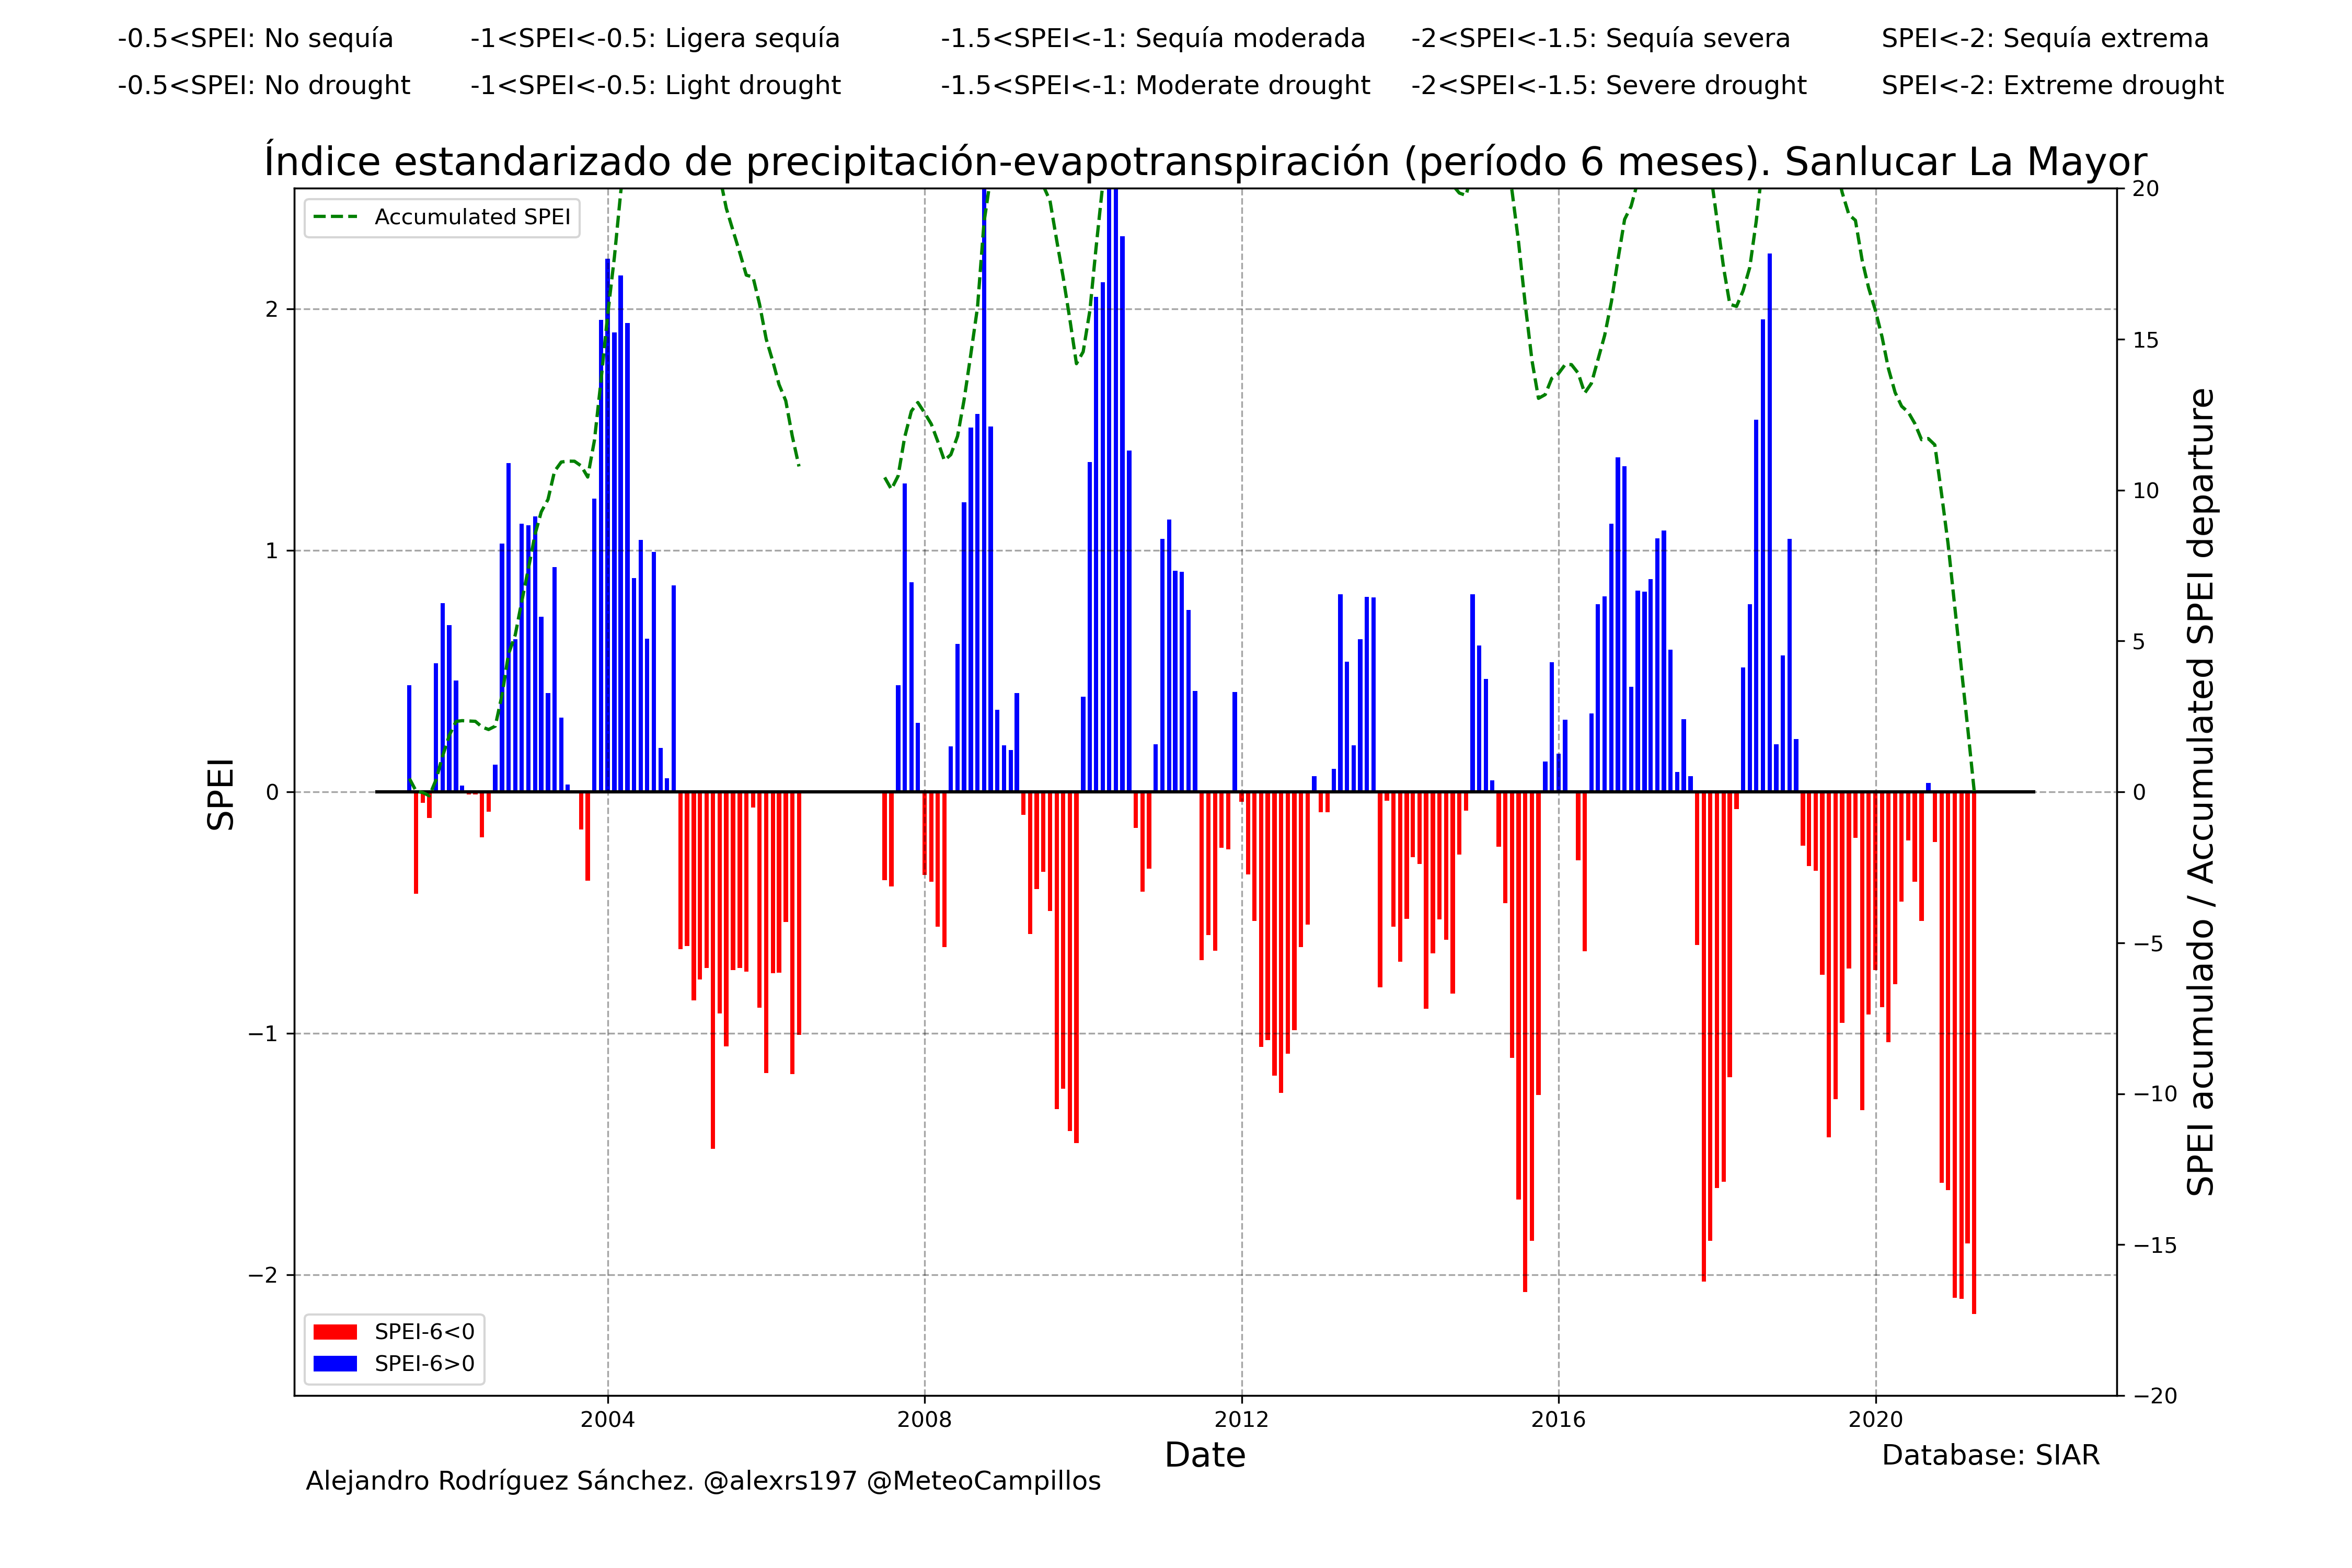 -0.5<SPEI: No sequía -1<SPEI<-0.5: Ligera sequía -1.5<SPEI<-1: Sequía moderada -2<SPEI<-1.5: Sequía severa SPEI<-2: Sequía extrema
-0.5<SPEI: No drought -1<SPEI<-0.5: Light drought -1.5<SPEI<-1: Moderate drought -2<SPEI<-1.5: Severe drought SPEI<-2: Extreme drought
Índice estandarizado de precipitación-evapotranspiración (período 6 meses). Sanlucar La Mayor
Accumulated SPEI
SPEI
2
1
0
−1
−2
20
15
10
5
0
−5
−10
−15
−20
SPEI acumulado / Accumulated SPEI departure
SPEI-6<0
SPEI-6>0
2004 2008 2012 2016 2020
Date
Database: SIAR
Alejandro Rodríguez Sánchez. @alexrs197 @MeteoCampillos